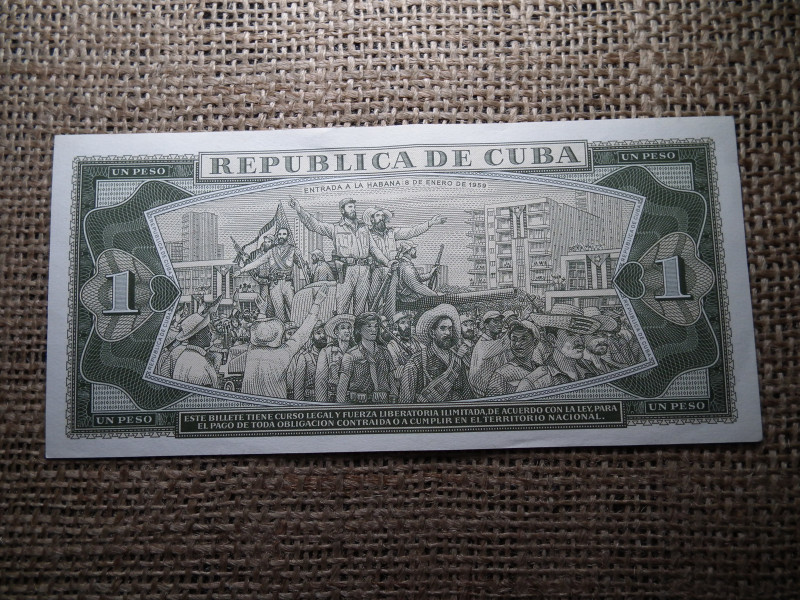 UN PESO
REPUBLICA DE CUBA
UN PESO
ENTRADA A LA HABANA: 8 DE ENERO DE 1959
1
1
UN PESO
ESTE BILLETE TIENE CURSO LEGAL Y FUERZA LIBERATORIA ILIMITADA, DE ACUERDO CON LA LEY, PARA
EL PAGO DE TODA OBLIGACION CONTRAIDA O A CUMPLIR EN EL TERRITORIO NACIONAL.
UN PESO